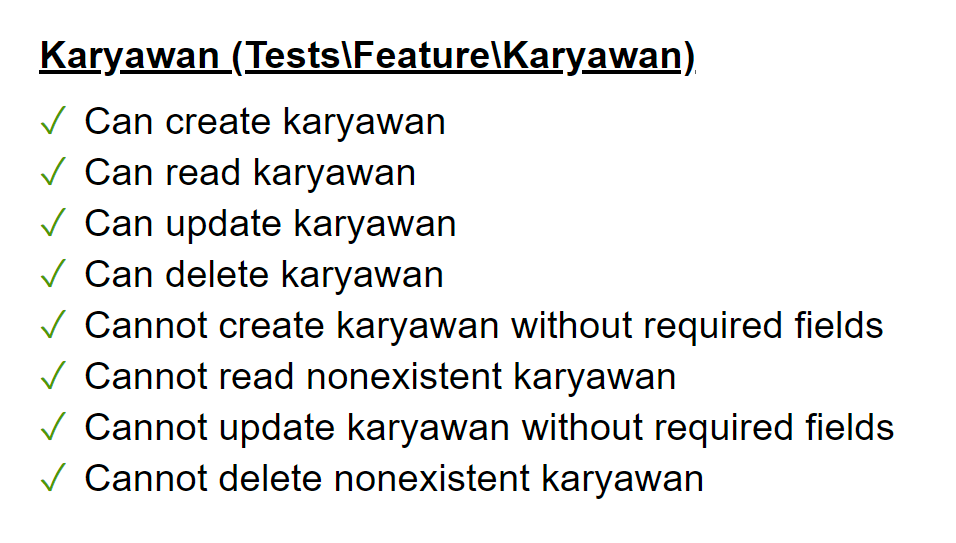 Karyawan (Tests\Feature\Karyawan)
✓ Can create karyawan
✓ Can read karyawan
✓ Can update karyawan
✓ Can delete karyawan
✓ Cannot create karyawan without required fields
✓ Cannot read nonexistent karyawan
✓ Cannot update karyawan without required fields
✓ Cannot delete nonexistent karyawan